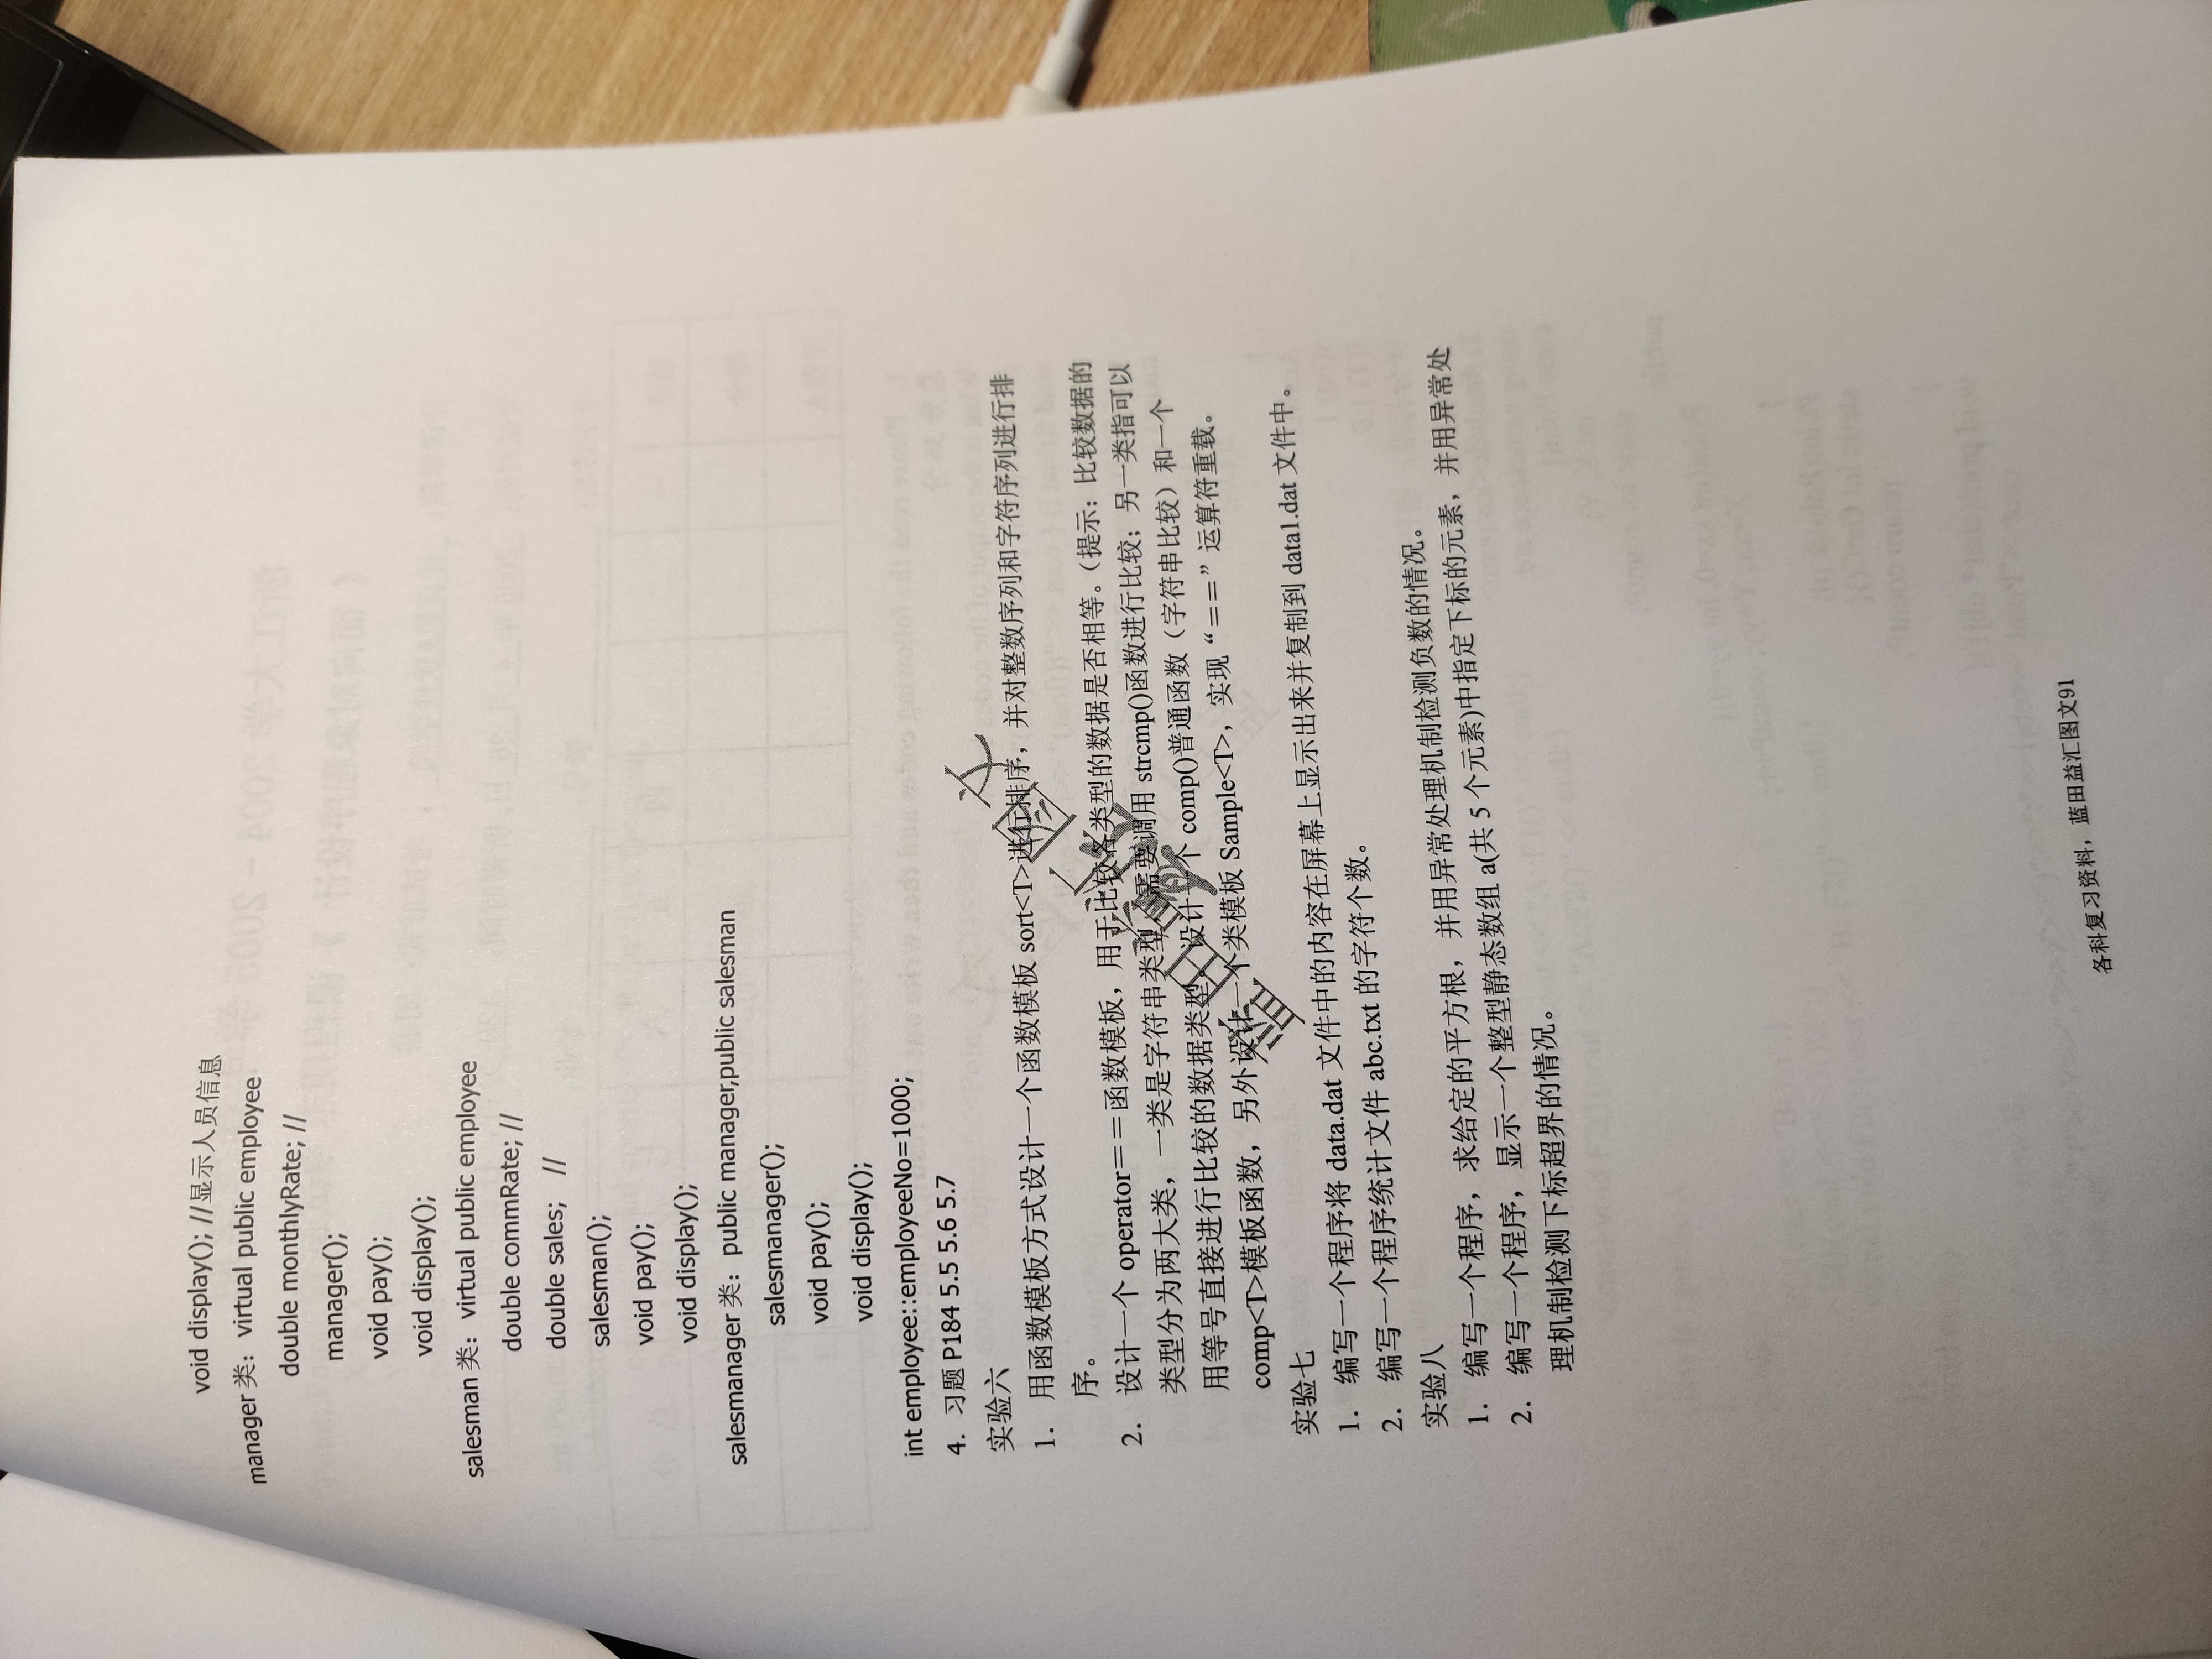 void display(); //显示人员信息
manager 类：virtual public employee
double monthlyRate; //
manager();
void pay();
void display();
salesman 类：virtual public employee
double commRate; //
double sales; //
salesman();
void pay();
void display();
salesmanager 类：public manager,public salesman
salesmanager();
void pay();
void display();
int employee::employeeNo=1000;
4. 习题 P184 5.5 5.6 5.7
实验六
1. 用函数模板方式设计一个函数模板 sort<T>进行排序，并对整数序列和字符序列进行排
序。
2. 设计一个 operator＝＝函数模板，用于比较各类型的数据是否相等。（提示：比较数据的
类型分为两大类，一类是字符串类型，需要调用 strcmp()函数进行比较；另一类指可以
用等号直接进行比较的数据类型。设计一个 comp()普通函数（字符串比较）和一个
comp<T>模板函数，另外设计一个类模板 Sample<T>，实现“＝＝”运算符重载。
实验七
1. 编写一个程序将 data.dat 文件中的内容在屏幕上显示出来并复制到 data1.dat 文件中。
2. 编写一个程序统计文件 abc.txt 的字符个数。
实验八
1. 编写一个程序，求给定的平方根，并用异常处理机制检测负数的情况。
2. 编写一个程序，显示一个整型静态数组 a(共 5 个元素)中指定下标的元素，并用异常处
理机制检测下标超界的情况。
蓝田益汇图文
各科复习资料，蓝田益汇图文91